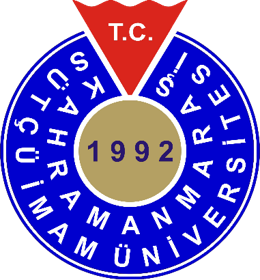 T.C.
KAHRAMANMARAŞ
SÜTÇÜ İMAM ÜNİVERSİTESİ
1992